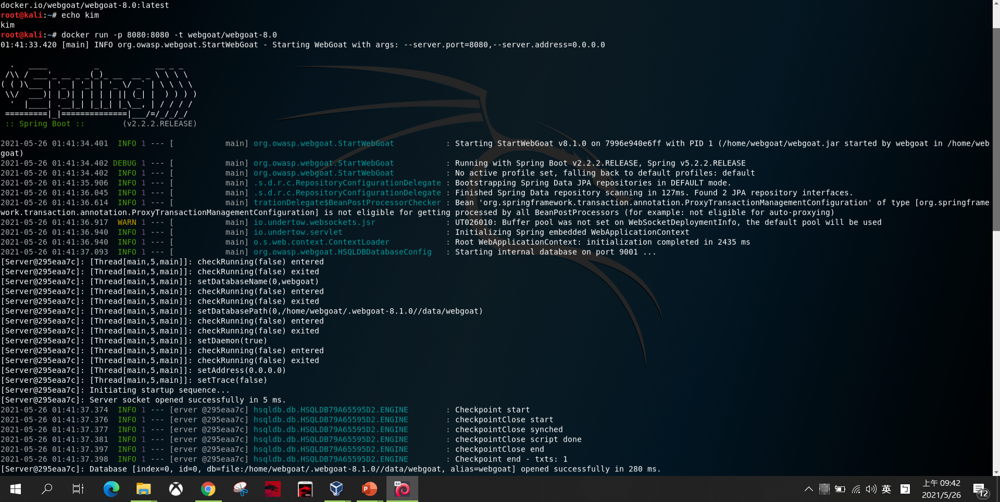 docker.io/webgoat/webgoat-8.0:latest
root@kali:~# echo kim
kim
root@kali:~# docker run -p 8080:8080 -t webgoat/webgoat-8.0
01:41:33.420 [main] INFO org.owasp.webgoat.StartWebGoat - Starting WebGoat with args: --server.port=8080,--server.address=0.0.0.0
  .   ____          _            __ _ _
 /\\ / ___'_ __ _ _(_)_ __  __ _ \ \ \ \
( ( )\___ | '_ | '_| | '_ \/ _` | \ \ \ \
 \\/  ___)| |_)| | | | | || (_| |  ) ) ) )
  '  |____| .__|_| |_|_| |_\__, | / / / /
 =========|_|==============|___/=/_/_/_/
 :: Spring Boot ::        (v2.2.2.RELEASE)
2021-05-26 01:41:34.401  INFO 1 --- [           main] org.owasp.webgoat.StartWebGoat           : Starting StartWebGoat v8.1.0 on 7996e940e6ff with PID 1 (/home/webgoat/webgoat.jar started by webgoat in /home/web
goat)
2021-05-26 01:41:34.402 DEBUG 1 --- [           main] org.owasp.webgoat.StartWebGoat           : Running with Spring Boot v2.2.2.RELEASE, Spring v5.2.2.RELEASE
2021-05-26 01:41:34.402  INFO 1 --- [           main] org.owasp.webgoat.StartWebGoat           : No active profile set, falling back to default profiles: default
2021-05-26 01:41:35.906  INFO 1 --- [           main] .s.d.r.c.RepositoryConfigurationDelegate : Bootstrapping Spring Data JPA repositories in DEFAULT mode.
2021-05-26 01:41:36.045  INFO 1 --- [           main] .s.d.r.c.RepositoryConfigurationDelegate : Finished Spring Data repository scanning in 127ms. Found 2 JPA repository interfaces.
2021-05-26 01:41:36.614  INFO 1 --- [           main] trationDelegate$BeanPostProcessorChecker : Bean 'org.springframework.transaction.annotation.ProxyTransactionManagementConfiguration' of type [org.springframe
work.transaction.annotation.ProxyTransactionManagementConfiguration] is not eligible for getting processed by all BeanPostProcessors (for example: not eligible for auto-proxying)
2021-05-26 01:41:36.917  WARN 1 --- [           main] io.undertow.websockets.jsr               : UT026010: Buffer pool was not set on WebSocketDeploymentInfo, the default pool will be used
2021-05-26 01:41:36.940  INFO 1 --- [           main] io.undertow.servlet                      : Initializing Spring embedded WebApplicationContext
2021-05-26 01:41:36.940  INFO 1 --- [           main] o.s.web.context.ContextLoader            : Root WebApplicationContext: initialization completed in 2435 ms
2021-05-26 01:41:37.093  INFO 1 --- [           main] org.owasp.webgoat.HSQLDBDatabaseConfig   : Starting internal database on port 9001 ...
[Server@295eaa7c]: [Thread[main,5,main]]: checkRunning(false) entered
[Server@295eaa7c]: [Thread[main,5,main]]: checkRunning(false) exited
[Server@295eaa7c]: [Thread[main,5,main]]: setDatabaseName(0,webgoat)
[Server@295eaa7c]: [Thread[main,5,main]]: checkRunning(false) entered
[Server@295eaa7c]: [Thread[main,5,main]]: checkRunning(false) exited
[Server@295eaa7c]: [Thread[main,5,main]]: setDatabasePath(0,/home/webgoat/.webgoat-8.1.0//data/webgoat)
[Server@295eaa7c]: [Thread[main,5,main]]: checkRunning(false) entered
[Server@295eaa7c]: [Thread[main,5,main]]: checkRunning(false) exited
[Server@295eaa7c]: [Thread[main,5,main]]: setDaemon(true)
[Server@295eaa7c]: [Thread[main,5,main]]: checkRunning(false) entered
[Server@295eaa7c]: [Thread[main,5,main]]: checkRunning(false) exited
[Server@295eaa7c]: [Thread[main,5,main]]: setAddress(0.0.0.0)
[Server@295eaa7c]: [Thread[main,5,main]]: setTrace(false)
[Server@295eaa7c]: Initiating startup sequence...
[Server@295eaa7c]: Server socket opened successfully in 5 ms.
2021-05-26 01:41:37.374  INFO 1 --- [erver @295eaa7c] hsqldb.db.HSQLDB79A65595D2.ENGINE        : Checkpoint start
2021-05-26 01:41:37.376  INFO 1 --- [erver @295eaa7c] hsqldb.db.HSQLDB79A65595D2.ENGINE        : checkpointClose start
2021-05-26 01:41:37.377  INFO 1 --- [erver @295eaa7c] hsqldb.db.HSQLDB79A65595D2.ENGINE        : checkpointClose synched
2021-05-26 01:41:37.381  INFO 1 --- [erver @295eaa7c] hsqldb.db.HSQLDB79A65595D2.ENGINE        : checkpointClose script done
2021-05-26 01:41:37.397  INFO 1 --- [erver @295eaa7c] hsqldb.db.HSQLDB79A65595D2.ENGINE        : checkpointClose end
2021-05-26 01:41:37.398  INFO 1 --- [erver @295eaa7c] hsqldb.db.HSQLDB79A65595D2.ENGINE        : Checkpoint end - txts: 1
[Server@295eaa7c]: Database [index=0, id=0, db=file:/home/webgoat/.webgoat-8.1.0//data/webgoat, alias=webgoat] opened successfully in 280 ms.
P
64
英
ㄅ
上午 09:42
2021/5/26
12